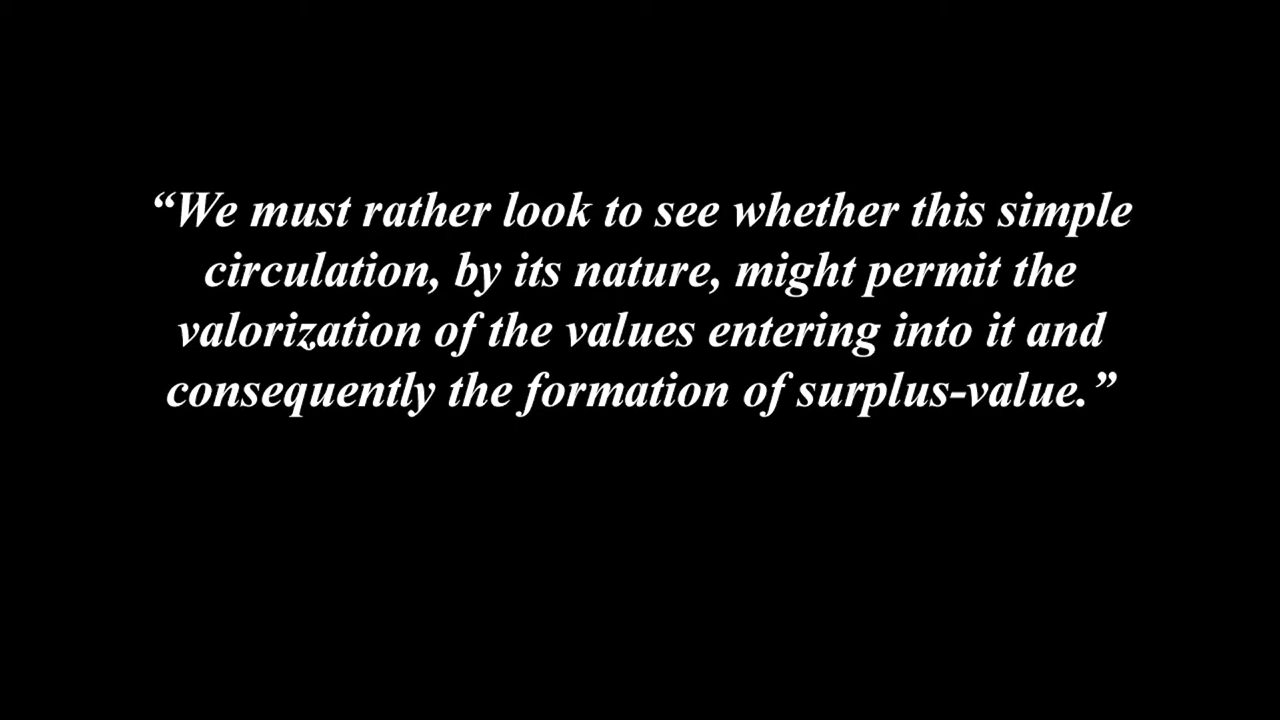 “We must rather look to see whether this simple
circulation, by its nature, might permit the
valorization of the values entering into it and
consequently the formation of surplus-value.”